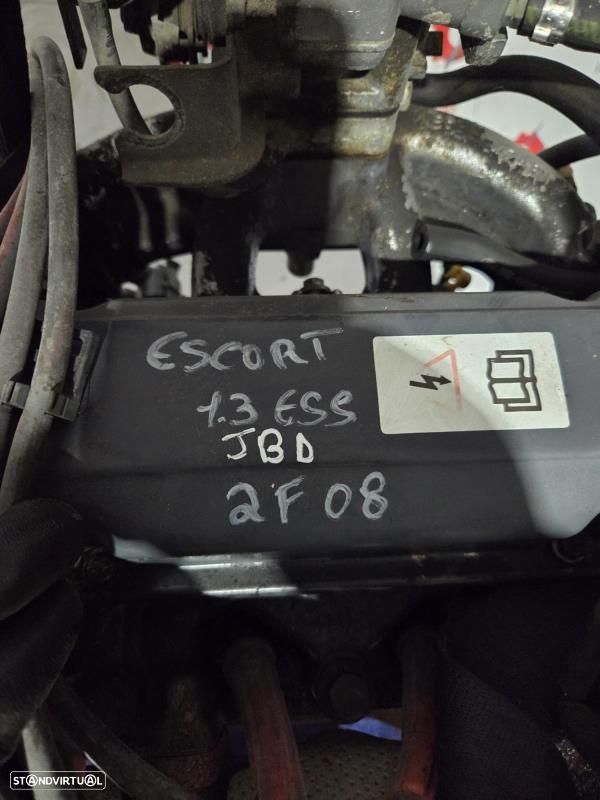 ESCORT
1.3 ESS
JBD
2F08
STANDVIRTUAL